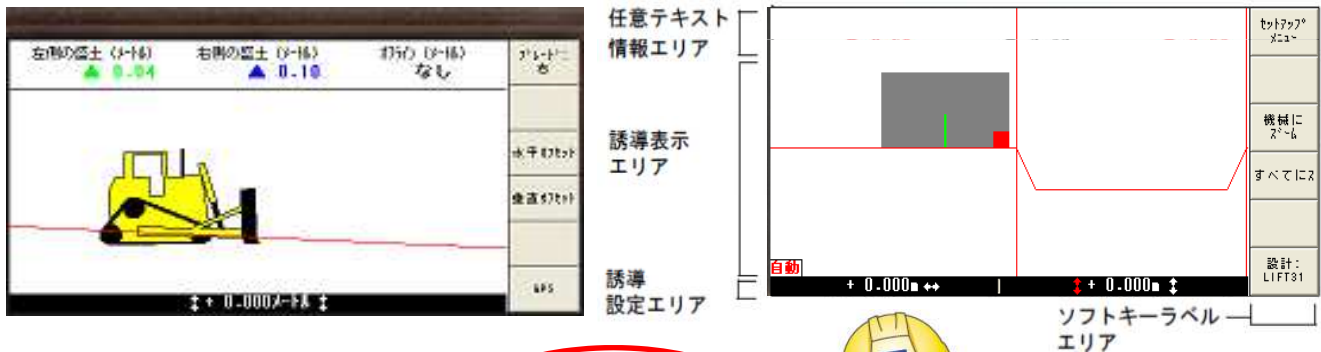 左側の盛土 (メートル)
▲ 0.04
右側の盛土 (メートル)
▲ 0.10
オフライン (メートル)
なし
右
水平オフセット
垂直オフセット
GPS
↕ + 0.000メートル ↕
任意テキスト
情報エリア
誘導表示
エリア
誘導
設定エリア
セットアップ
メニュー
機械に
ズーム
すべてにズ
設計:
LIFT31
自動
+ 0.000m ↔
↕ + 0.000m ↕
ソフトキーラベル
エリア